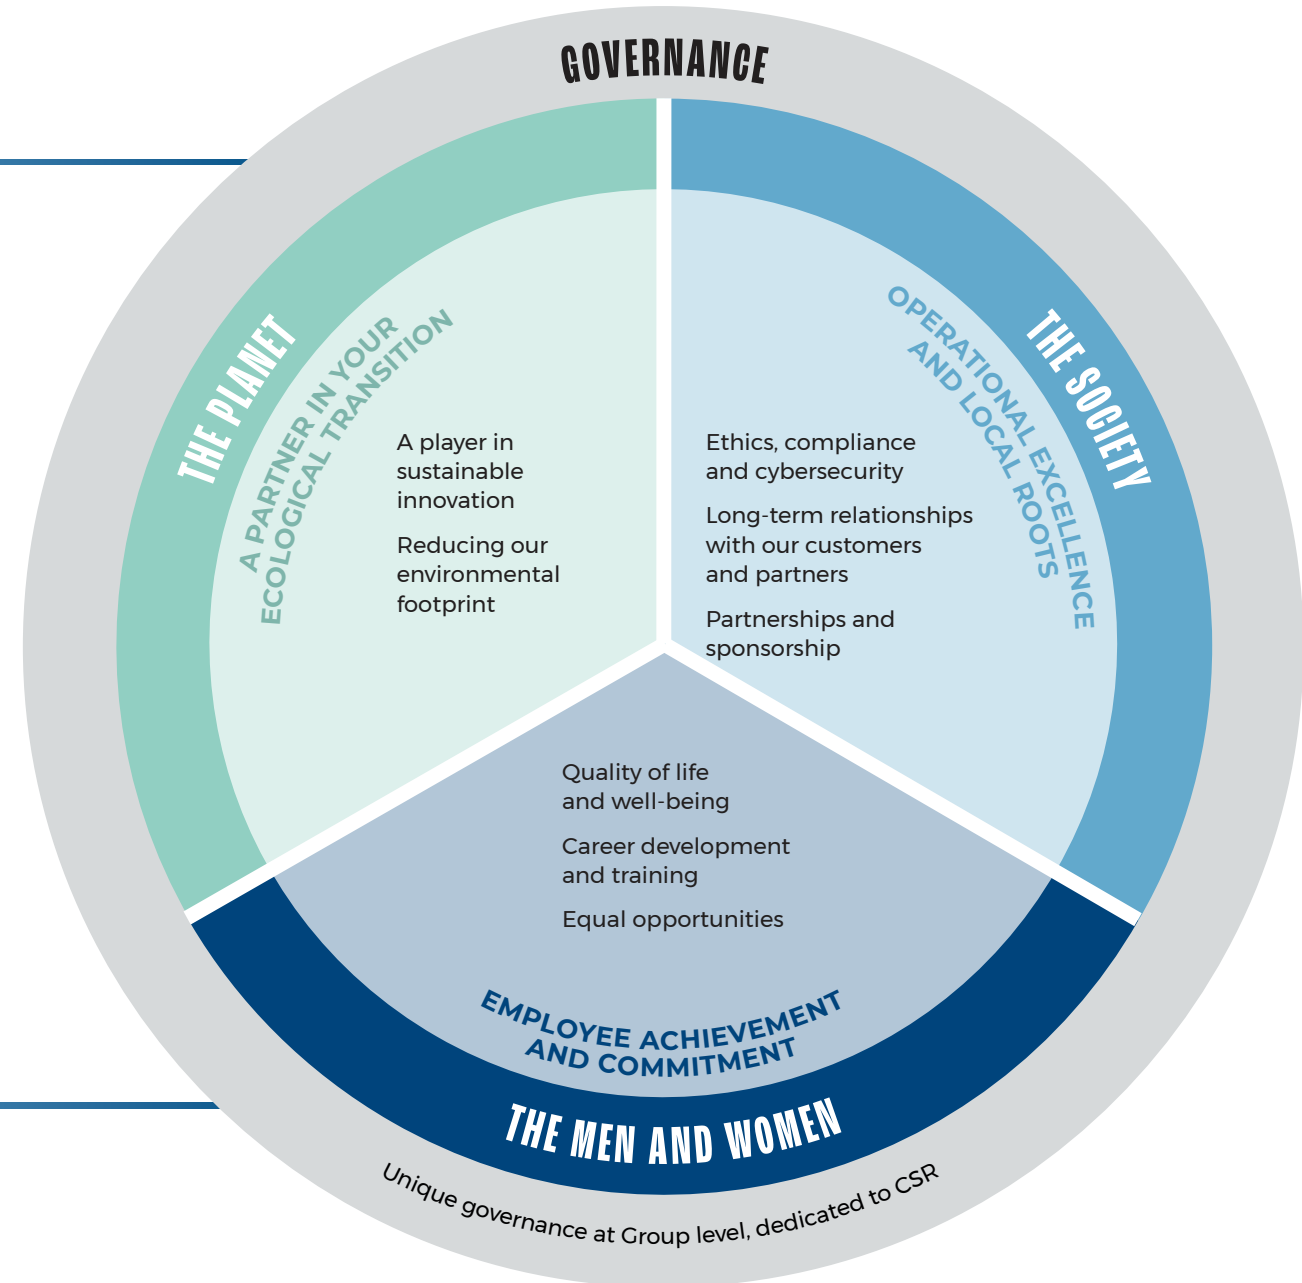 GOVERNANCE
THE PLANET
A PARTNER IN YOUR
ECOLOGICAL TRANSITION
A player in
sustainable
innovation
Reducing our
environmental
footprint
THE SOCIETY
OPERATIONAL EXCELLENCE
AND LOCAL ROOTS
Ethics, compliance
and cybersecurity
Long-term relationships
with our customers
and partners
Partnerships and
sponsorship
Quality of life
and well-being
Career development
and training
Equal opportunities
EMPLOYEE ACHIEVEMENT
AND COMMITMENT
THE MEN AND WOMEN
Unique governance at Group level, dedicated to CSR